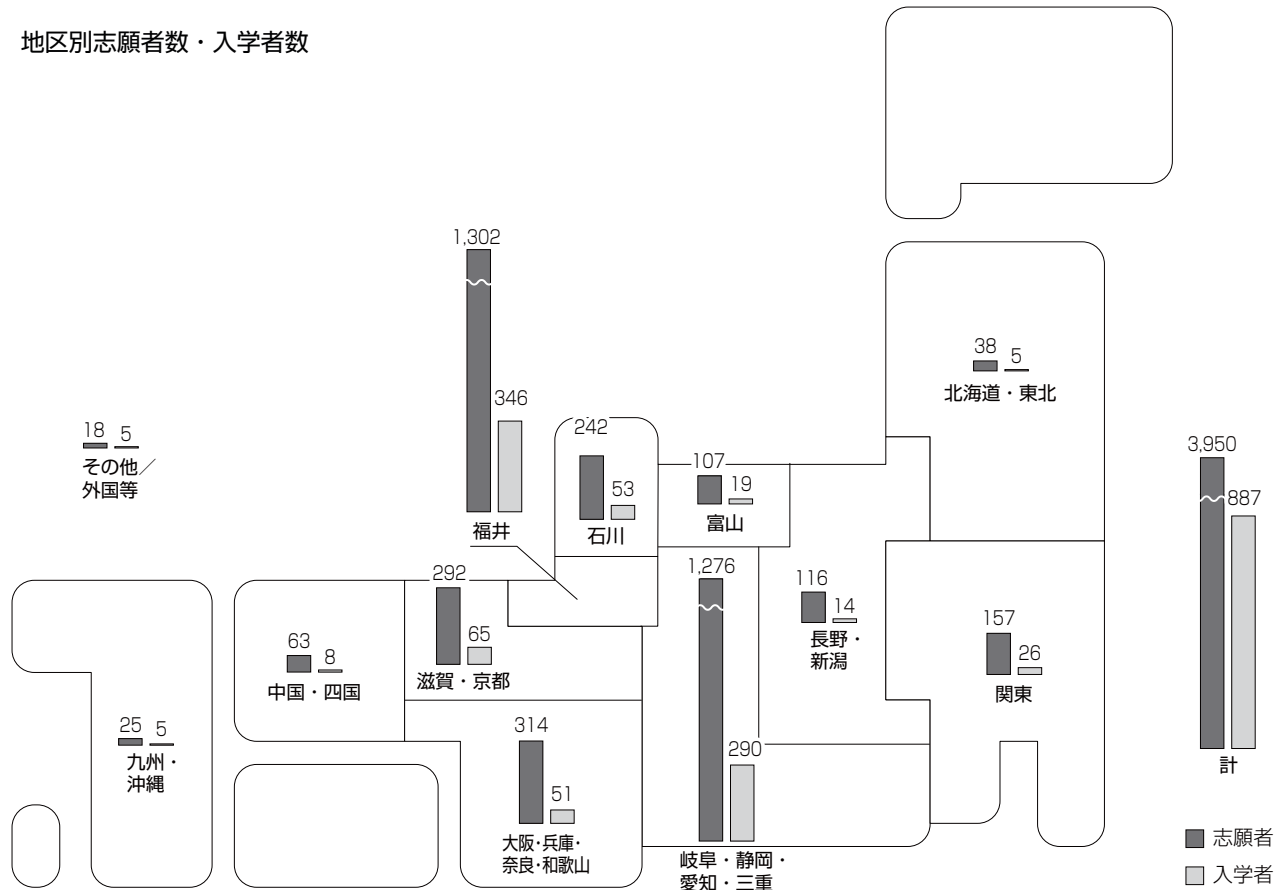 地区別志願者数・入学者数
1,302
346
福井
242
53
石川
107
19
富山
38
5
北海道・東北
18
5
その他／
外国等
3,950
887
計
292
65
滋賀・京都
1,276
290
岐阜・静岡・
愛知・三重
116
14
長野・
新潟
157
26
関東
63
8
中国・四国
25
5
九州・
沖縄
314
51
大阪・兵庫・
奈良・和歌山
志願者
入学者